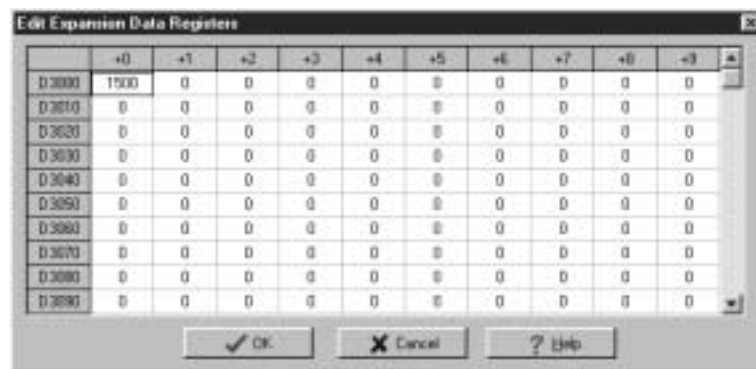 Edit Expansion Data Registers
+0 +1 +2 +3 +4 +5 +6 +7 +8 +9
D3000 1500 0 0 0 0 0 0 0 0 0
D3010 0 0 0 0 0 0 0 0 0 0
D3020 0 0 0 0 0 0 0 0 0 0
D3030 0 0 0 0 0 0 0 0 0 0
D3040 0 0 0 0 0 0 0 0 0 0
D3050 0 0 0 0 0 0 0 0 0 0
D3060 0 0 0 0 0 0 0 0 0 0
D3070 0 0 0 0 0 0 0 0 0 0
D3080 0 0 0 0 0 0 0 0 0 0
D3090 0 0 0 0 0 0 0 0 0 0
OK Cancel ? Help